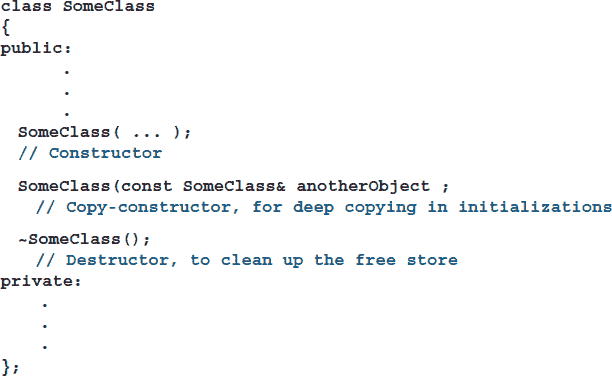 class SomeClass
{
public:
.
.
.
SomeClass( ... );
// Constructor
SomeClass(const SomeClass& anotherObject ;
// Copy-constructor, for deep copying in initializations
~SomeClass();
// Destructor, to clean up the free store
private:
.
.
.
};